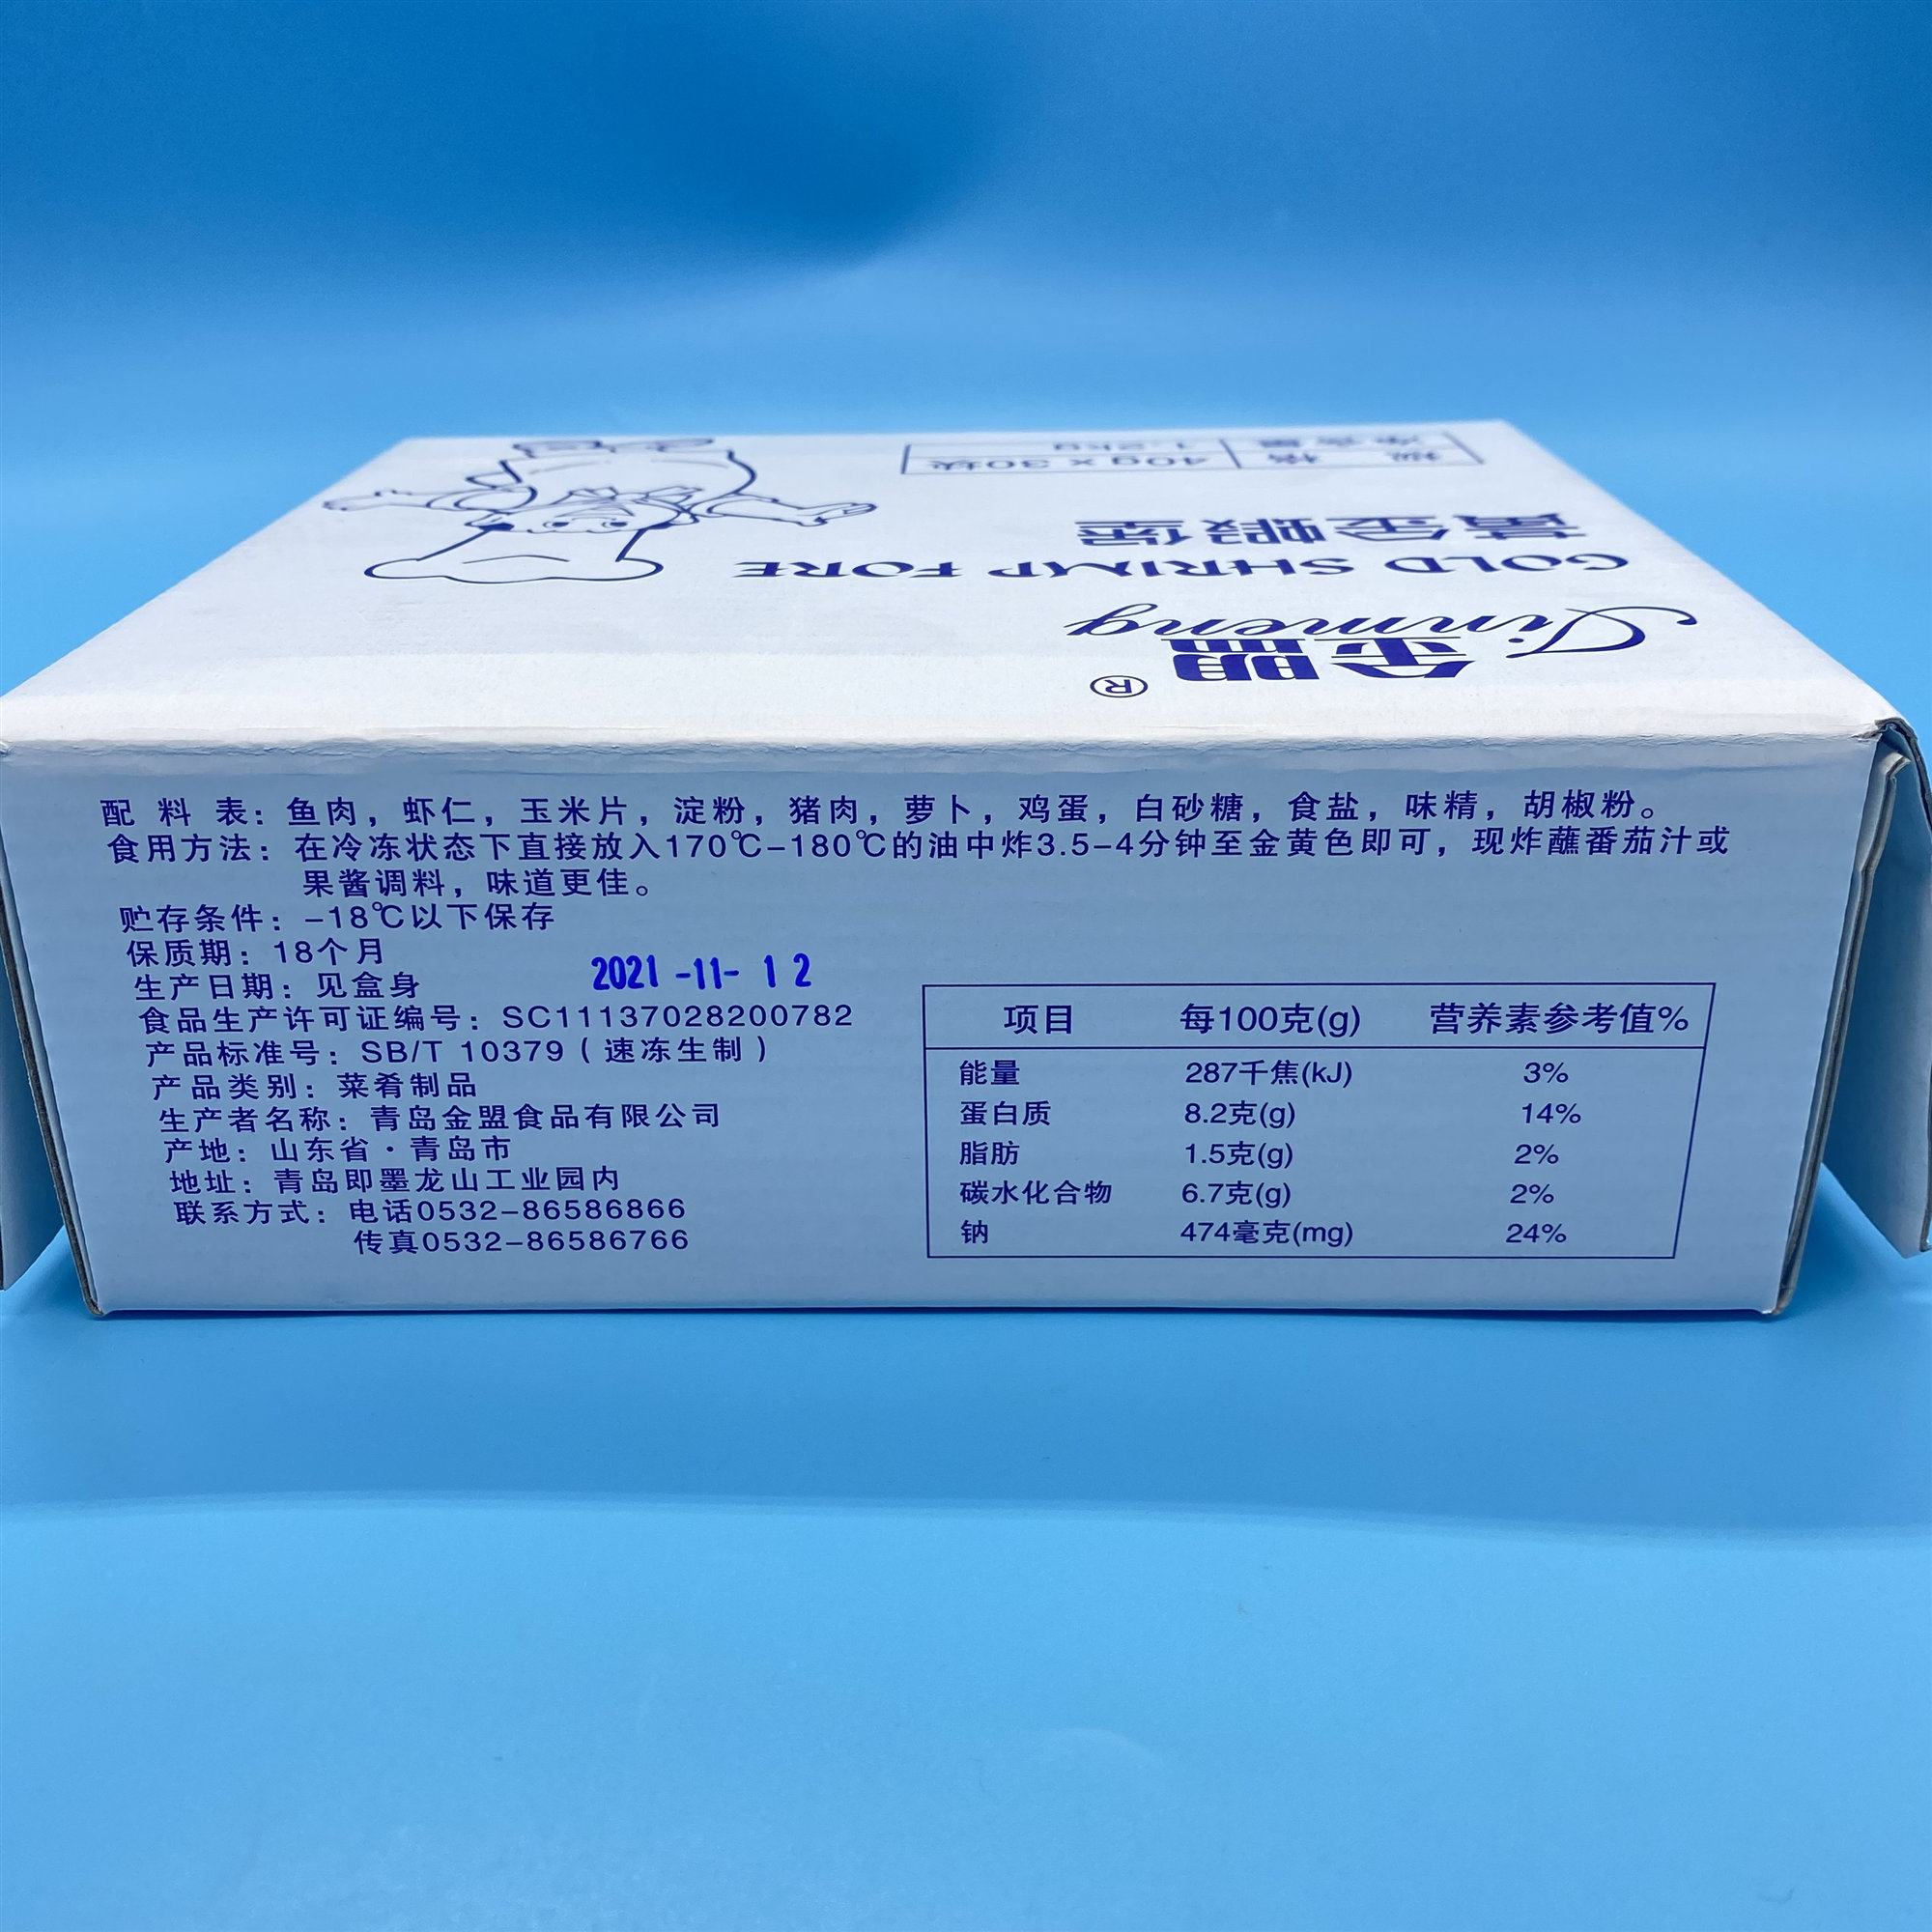 净含量 1.2kg
规格 40g x 30块
黄金蝦堡
GOLD SHRIMP FORE
Jinmeng
金盟®
配料表：鱼肉，虾仁，玉米片，淀粉，猪肉，萝卜，鸡蛋，白砂糖，食盐，味精，胡椒粉。
食用方法：在冷冻状态下直接放入170℃-180℃的油中炸3.5-4分钟至金黄色即可，现炸蘸番茄汁或
果酱调料，味道更佳。
贮存条件：-18℃以下保存
保质期：18个月
生产日期：见盒身
2021-11-12
食品生产许可证编号：SC11137028200782
产品标准号：SB/T 10379（速冻生制）
产品类别：菜肴制品
生产者名称：青岛金盟食品有限公司
产地：山东省·青岛市
地址：青岛即墨龙山工业园内
联系方式：电话0532-86586866
传真0532-86586766
项目 每100克(g) 营养素参考值%
能量 287千焦(kJ) 3%
蛋白质 8.2克(g) 14%
脂肪 1.5克(g) 2%
碳水化合物 6.7克(g) 2%
钠 474毫克(mg) 24%